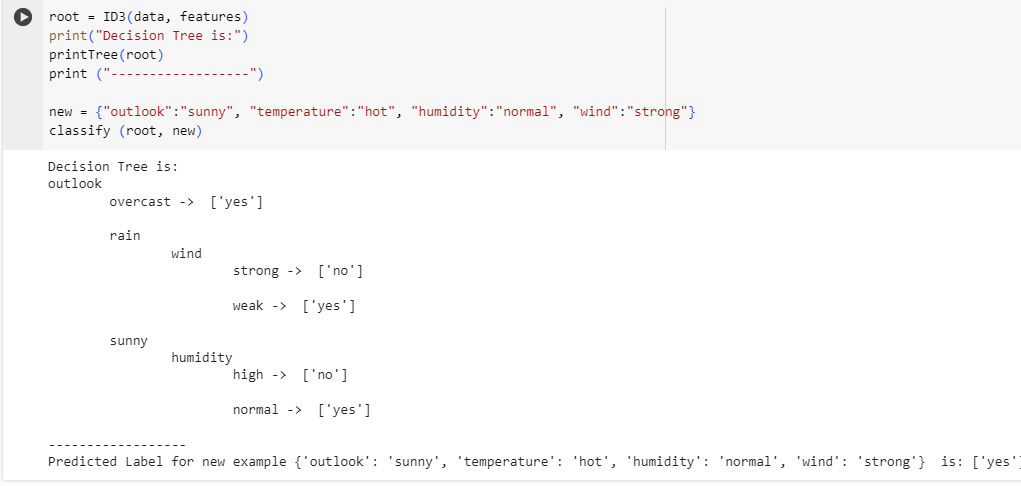 root = ID3(data, features)
print("Decision Tree is:")
printTree(root)
print ("------------------")
new = {"outlook":"sunny", "temperature":"hot", "humidity":"normal", "wind":"strong"}
classify (root, new)
Decision Tree is:
outlook
overcast -> ['yes']
rain
wind
strong -> ['no']
weak -> ['yes']
sunny
humidity
high -> ['no']
normal -> ['yes']
------------------
Predicted Label for new example {'outlook': 'sunny', 'temperature': 'hot', 'humidity': 'normal', 'wind': 'strong'} is: ['yes']